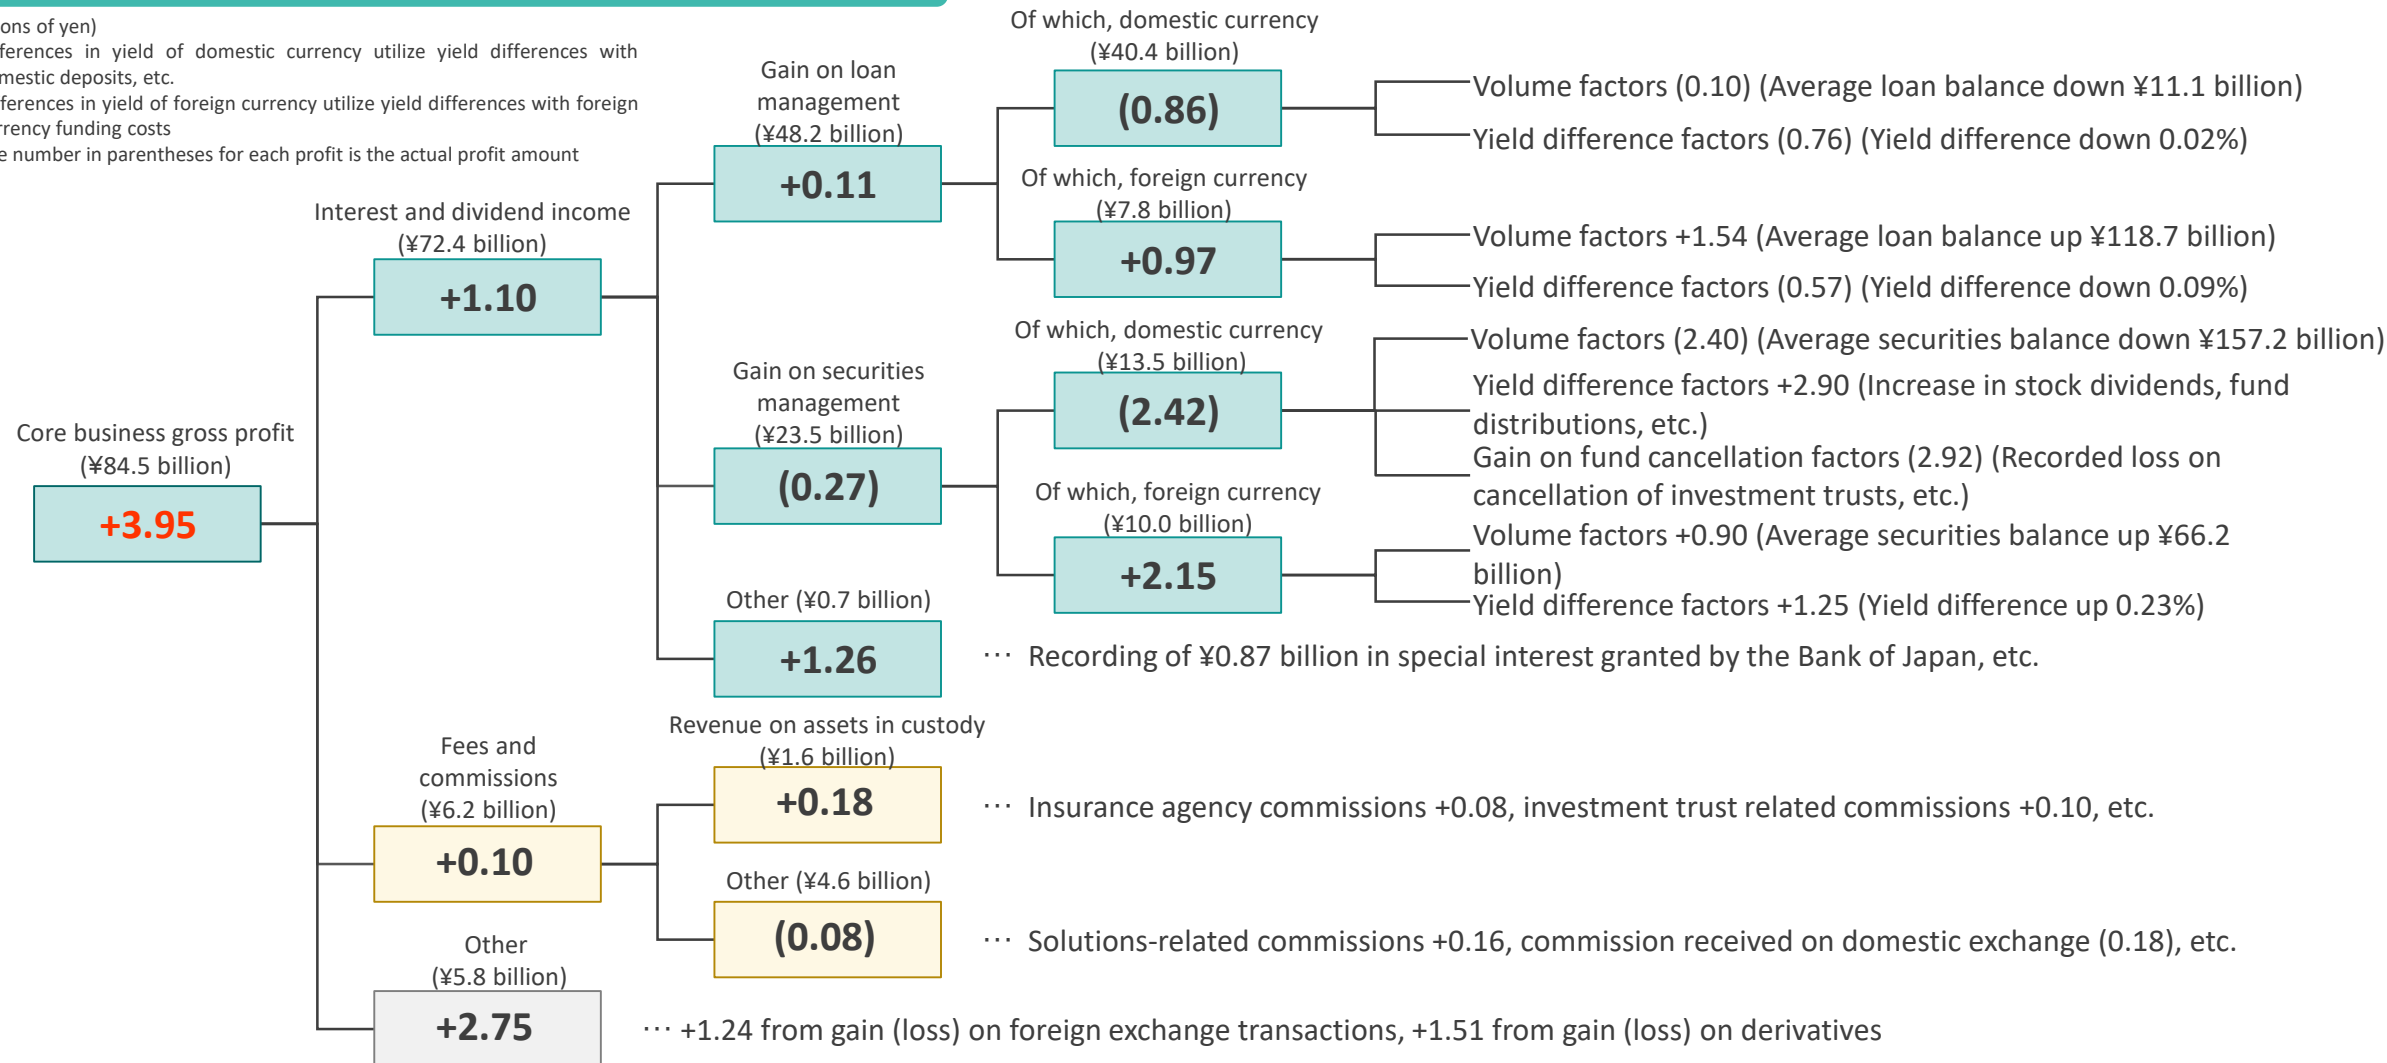 ons of yen)
ferences in yield of domestic currency utilize yield differences with
mestic deposits, etc.
ferences in yield of foreign currency utilize yield differences with foreign
rrency funding costs
e number in parentheses for each profit is the actual profit amount
Core business gross profit
(¥84.5 billion)
+3.95
Interest and dividend income
(¥72.4 billion)
+1.10
Gain on loan
management
(¥48.2 billion)
+0.11
Of which, domestic currency
(¥40.4 billion)
(0.86)
Volume factors (0.10) (Average loan balance down ¥11.1 billion)
Yield difference factors (0.76) (Yield difference down 0.02%)
Of which, foreign currency
(¥7.8 billion)
+0.97
Volume factors +1.54 (Average loan balance up ¥118.7 billion)
Yield difference factors (0.57) (Yield difference down 0.09%)
Gain on securities
management
(¥23.5 billion)
(0.27)
Of which, domestic currency
(¥13.5 billion)
(2.42)
Volume factors (2.40) (Average securities balance down ¥157.2 billion)
Yield difference factors +2.90 (Increase in stock dividends, fund
distributions, etc.)
Gain on fund cancellation factors (2.92) (Recorded loss on
cancellation of investment trusts, etc.)
Of which, foreign currency
(¥10.0 billion)
+2.15
Volume factors +0.90 (Average securities balance up ¥66.2
billion)
Yield difference factors +1.25 (Yield difference up 0.23%)
Other (¥0.7 billion)
+1.26
… Recording of ¥0.87 billion in special interest granted by the Bank of Japan, etc.
Fees and
commissions
(¥6.2 billion)
+0.10
Revenue on assets in custody
(¥1.6 billion)
+0.18
… Insurance agency commissions +0.08, investment trust related commissions +0.10, etc.
Other (¥4.6 billion)
(0.08)
… Solutions-related commissions +0.16, commission received on domestic exchange (0.18), etc.
Other
(¥5.8 billion)
+2.75
… +1.24 from gain (loss) on foreign exchange transactions, +1.51 from gain (loss) on derivatives